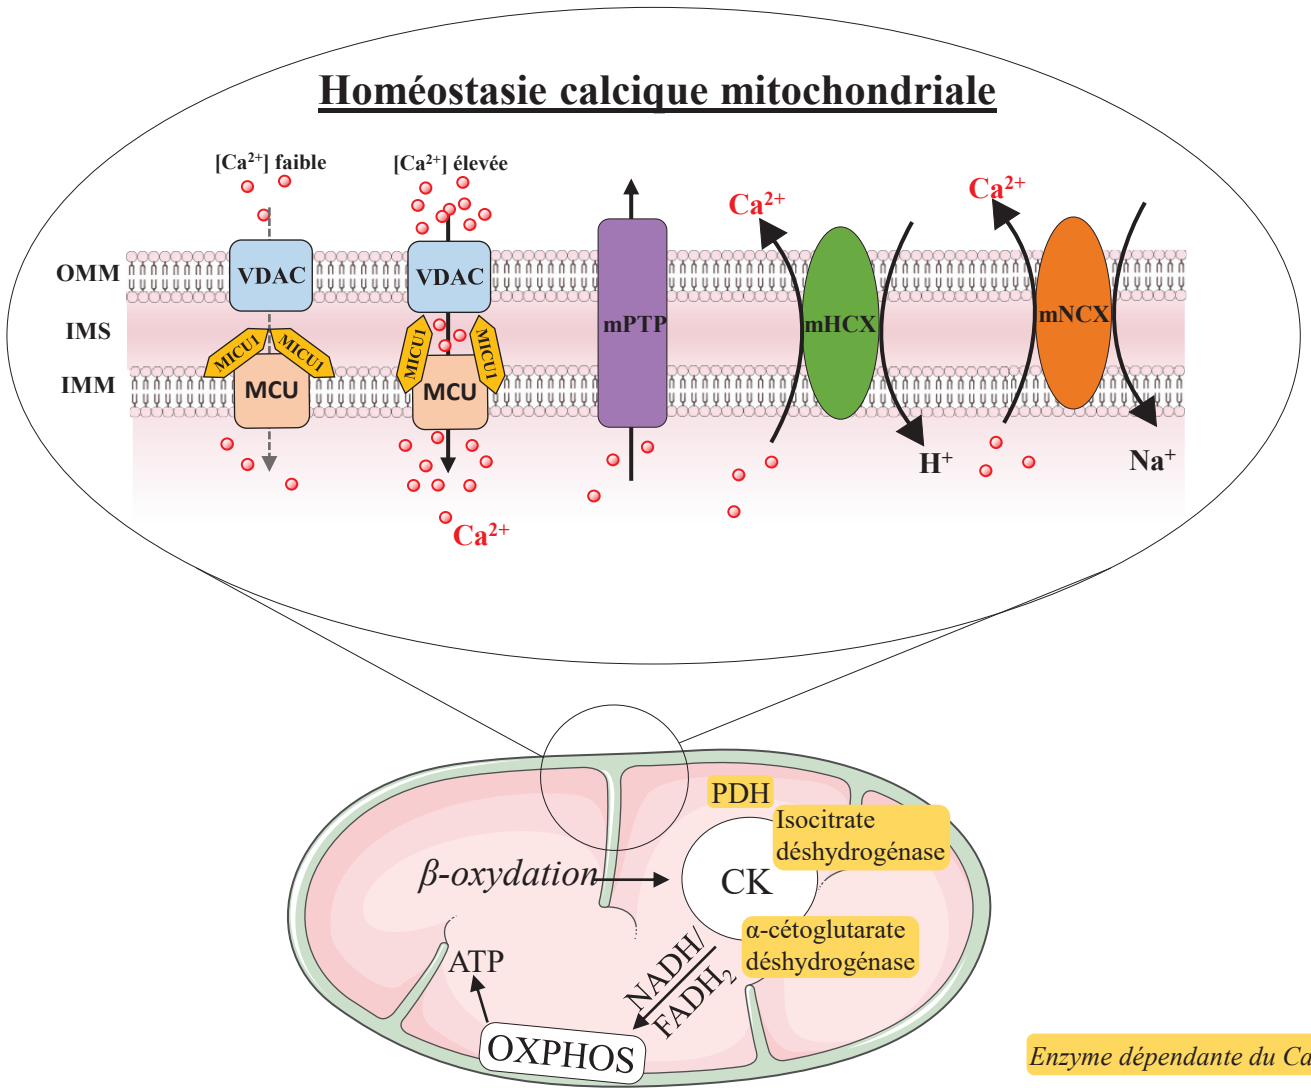 Homéostasie calcique mitochondriale
[Ca²⁺] faible
[Ca²⁺] élevée
Ca²⁺
Ca²⁺
OMM
VDAC
VDAC
IMS
mPTP
mHCX
mNCX
MICU1
MICU1
MICU1
MICU1
IMM
MCU
MCU
H⁺
Na⁺
Ca²⁺
PDH
Isocitrate
déshydrogénase
β-oxydation
CK
α-cétoglutarate
déshydrogénase
NADH/
FADH₂
ATP
OXPHOS
Enzyme dépendante du Ca